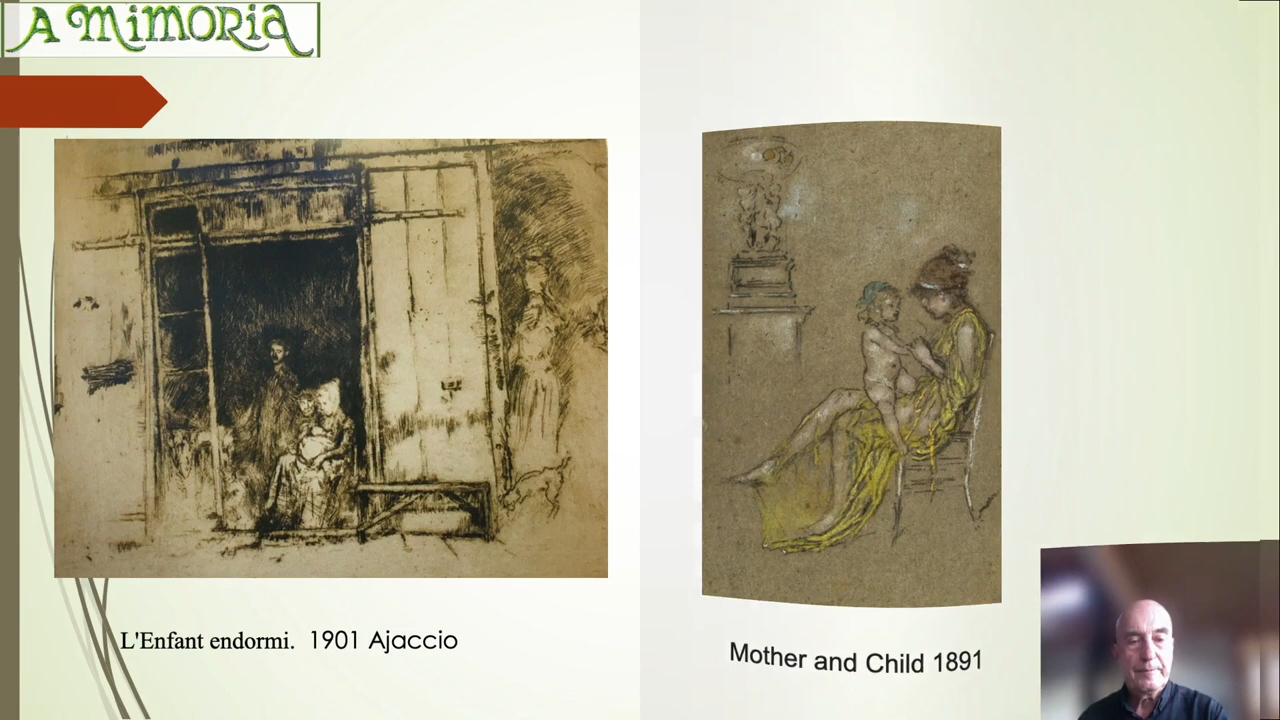 A MIMORIA
L'Enfant endormi. 1901 Ajaccio
Mother and Child 1891